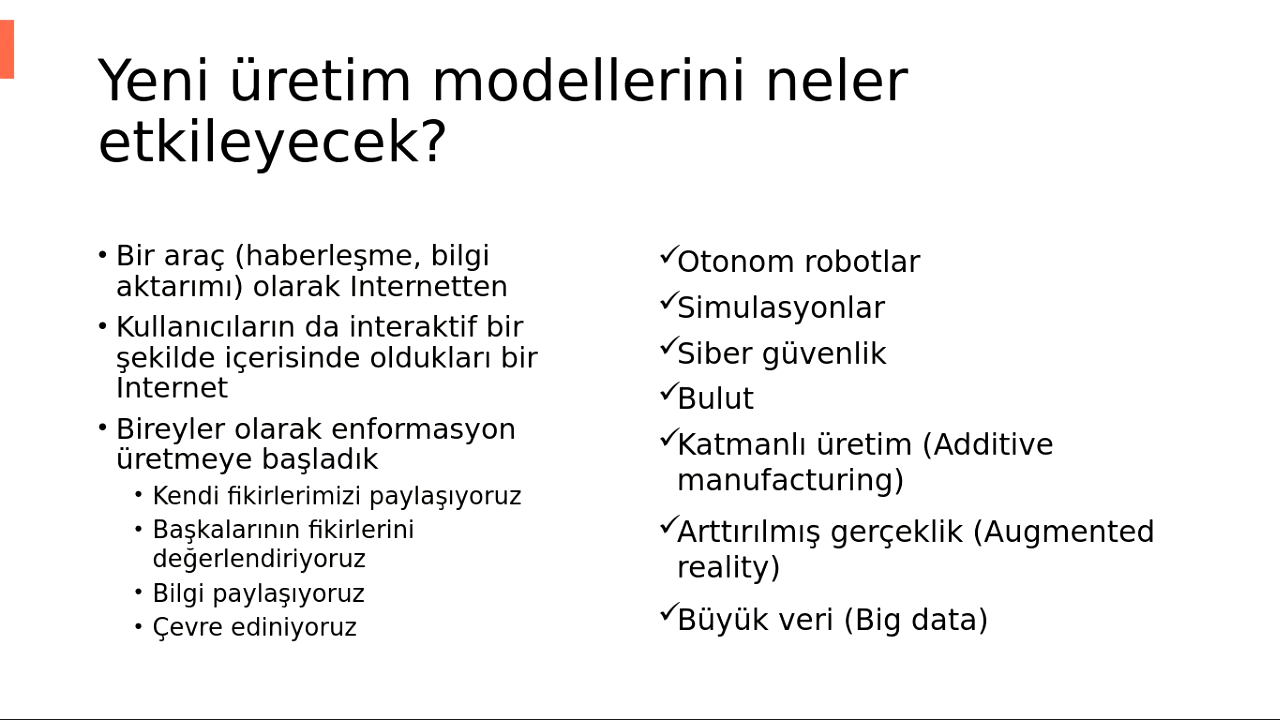 Yeni üretim modellerini neler
etkileyecek?
• Bir araç (haberleşme, bilgi
aktarımı) olarak Internetten
• Kullanıcıların da interaktif bir
şekilde içerisinde oldukları bir
Internet
• Bireyler olarak enformasyon
üretmeye başladık
• Kendi fikirlerimizi paylaşıyoruz
• Başkalarının fikirlerini
değerlendiriyoruz
• Bilgi paylaşıyoruz
• Çevre ediniyoruz
✓Otonom robotlar
✓Simulasyonlar
✓Siber güvenlik
✓Bulut
✓Katmanlı üretim (Additive
manufacturing)
✓Arttırılmış gerçeklik (Augmented
reality)
✓Büyük veri (Big data)